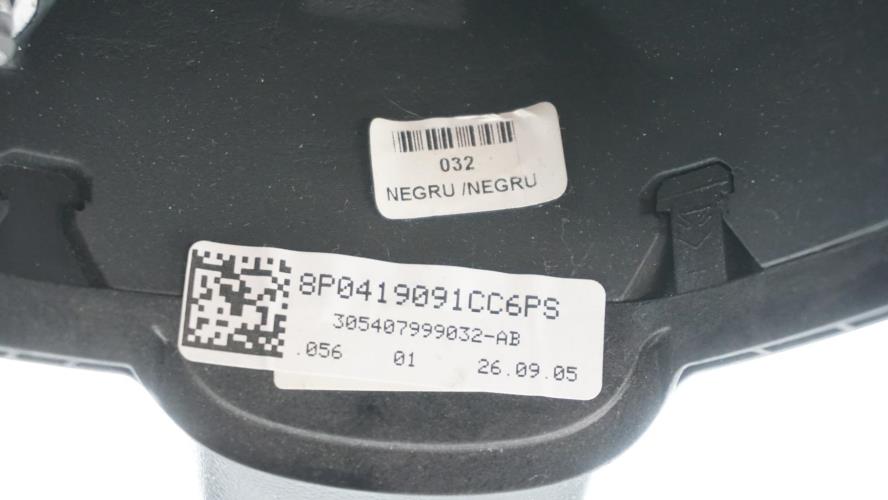 032
NEGRU /NEGRU
8P0419091CC6PS
305407999032-AB
.056 01 26.09.05